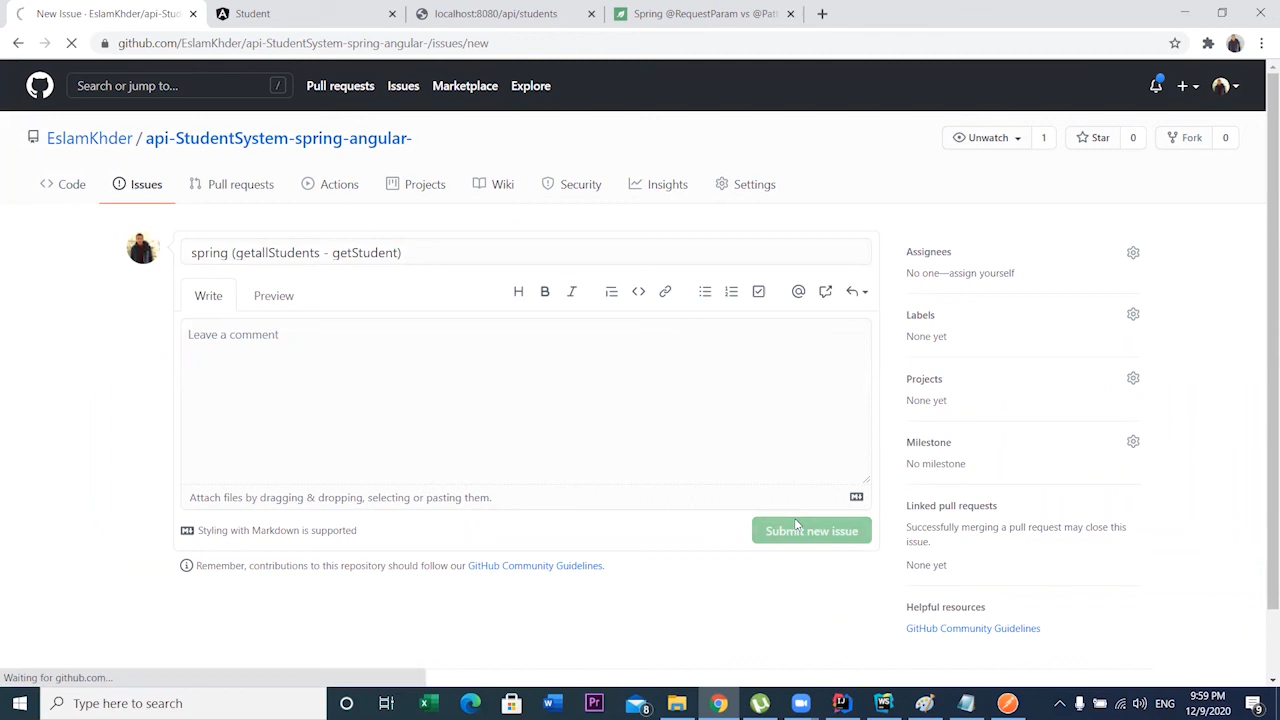 New Issue · EslamKhder/api-Stu
Student
localhost:8080/api/students
Spring @RequestParam vs @Pat
github.com/EslamKhder/api-StudentSystem-spring-angular-/issues/new
Search or jump to...
/
Pull requests
Issues
Marketplace
Explore
EslamKhder / api-StudentSystem-spring-angular-
Unwatch
1
Star
0
Fork
0
Code
Issues
Pull requests
Actions
Projects
Wiki
Security
Insights
Settings
spring (getallStudents - getStudent)
Write
Preview
Leave a comment
Attach files by dragging & dropping, selecting or pasting them.
Styling with Markdown is supported
Submit new issue
Remember, contributions to this repository should follow our GitHub Community Guidelines.
Assignees
No one—assign yourself
Labels
None yet
Projects
None yet
Milestone
No milestone
Linked pull requests
Successfully merging a pull request may close this
issue.
None yet
Helpful resources
GitHub Community Guidelines
Waiting for github.com...
Type here to search
8
ENG
9:59 PM
12/9/2020
9